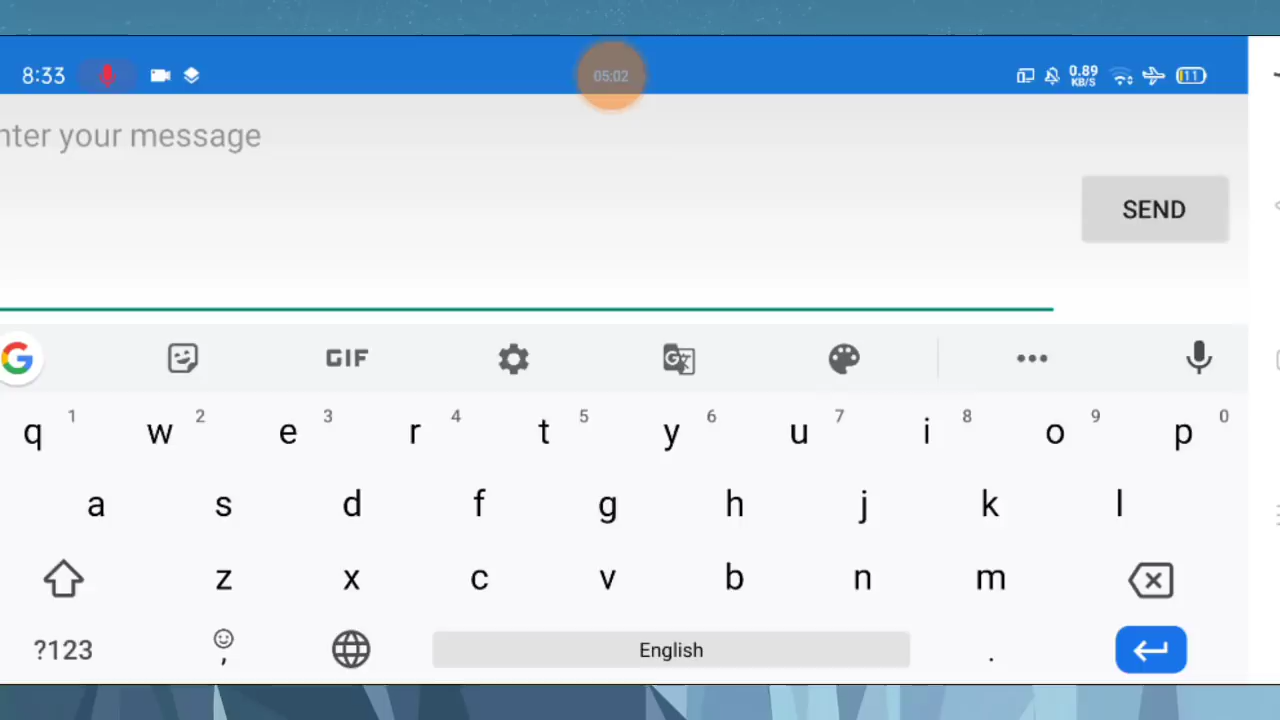 8:33
05:02
0.89
KB/S
11
nter your message
SEND
GIF
q 1 w 2 e 3 r 4 t 5 y 6 u 7 i 8 o 9 p 0
a s d f g h j k l
z x c v b n m
?123 , English .